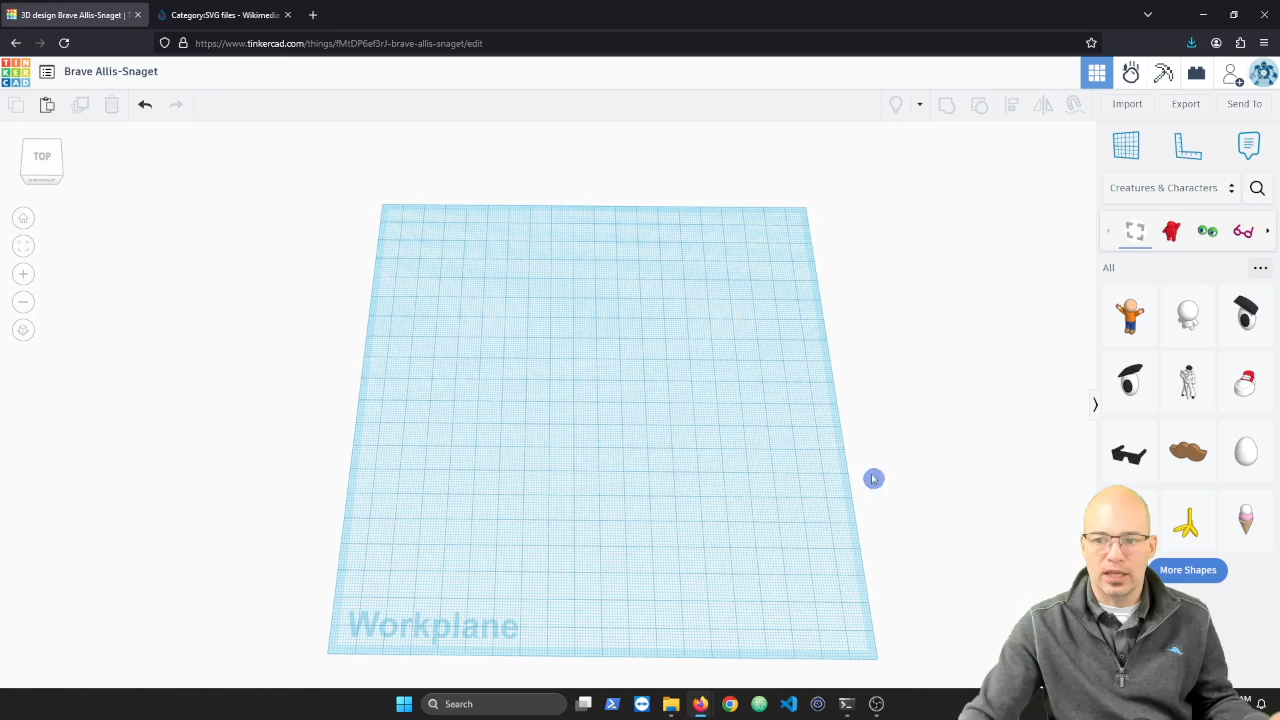 3D design Brave Allis-Snaget | T
Category:SVG files - Wikimedia
https://www.tinkercad.com/things/fMtDP6ef3rJ-brave-allis-snaget/edit
TIN
KER
CAD
Brave Allis-Snaget
Import
Export
Send To
TOP
FRONT
Creatures & Characters
All
More Shapes
Workplane
Search